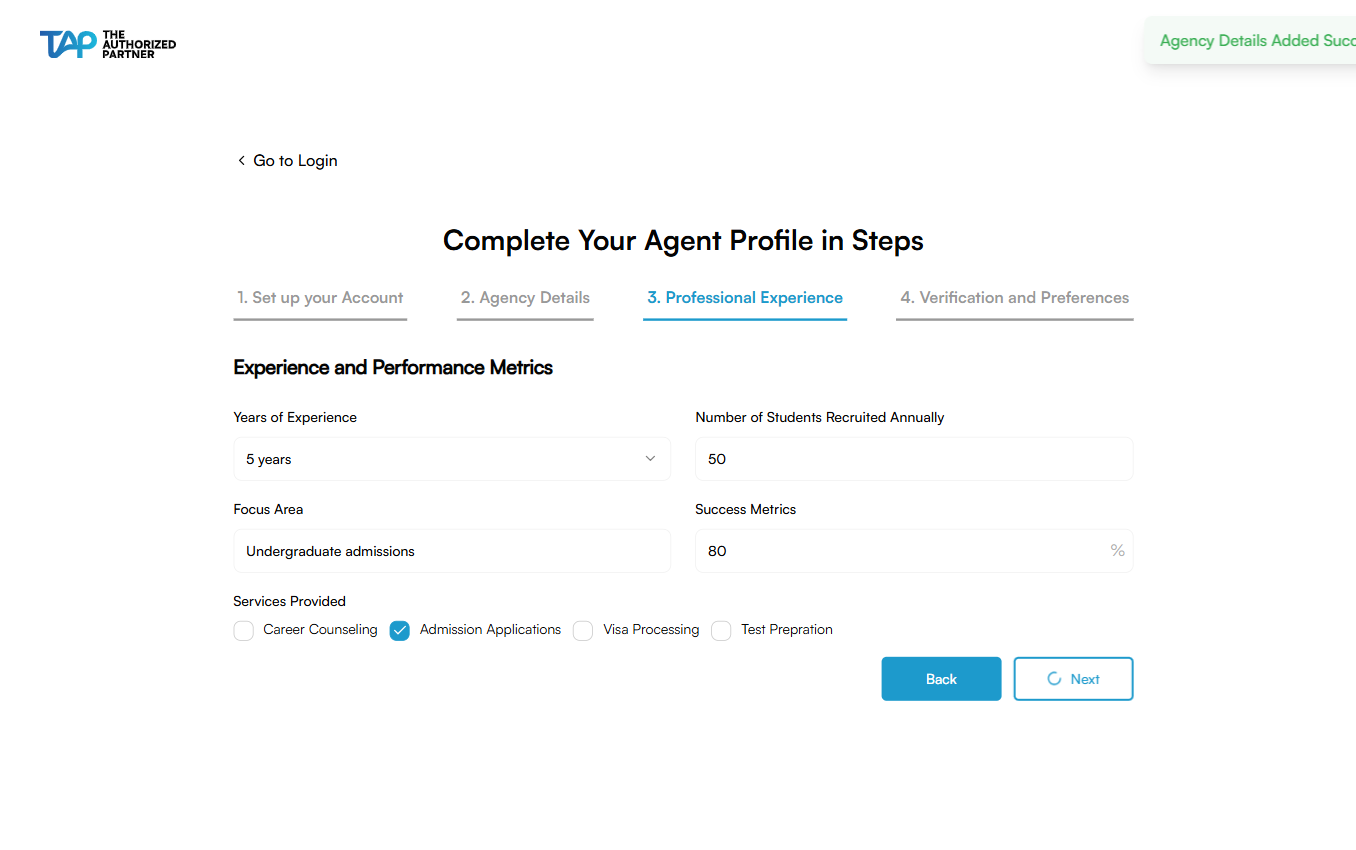 TAP THE
AUTHORIZED
PARTNER
Agency Details Added Succ
Go to Login
Complete Your Agent Profile in Steps
1. Set up your Account 2. Agency Details 3. Professional Experience 4. Verification and Preferences
Experience and Performance Metrics
Years of Experience Number of Students Recruited Annually
5 years 50
Focus Area Success Metrics
Undergraduate admissions 80 %
Services Provided
Career Counseling Admission Applications Visa Processing Test Prepration
Back Next